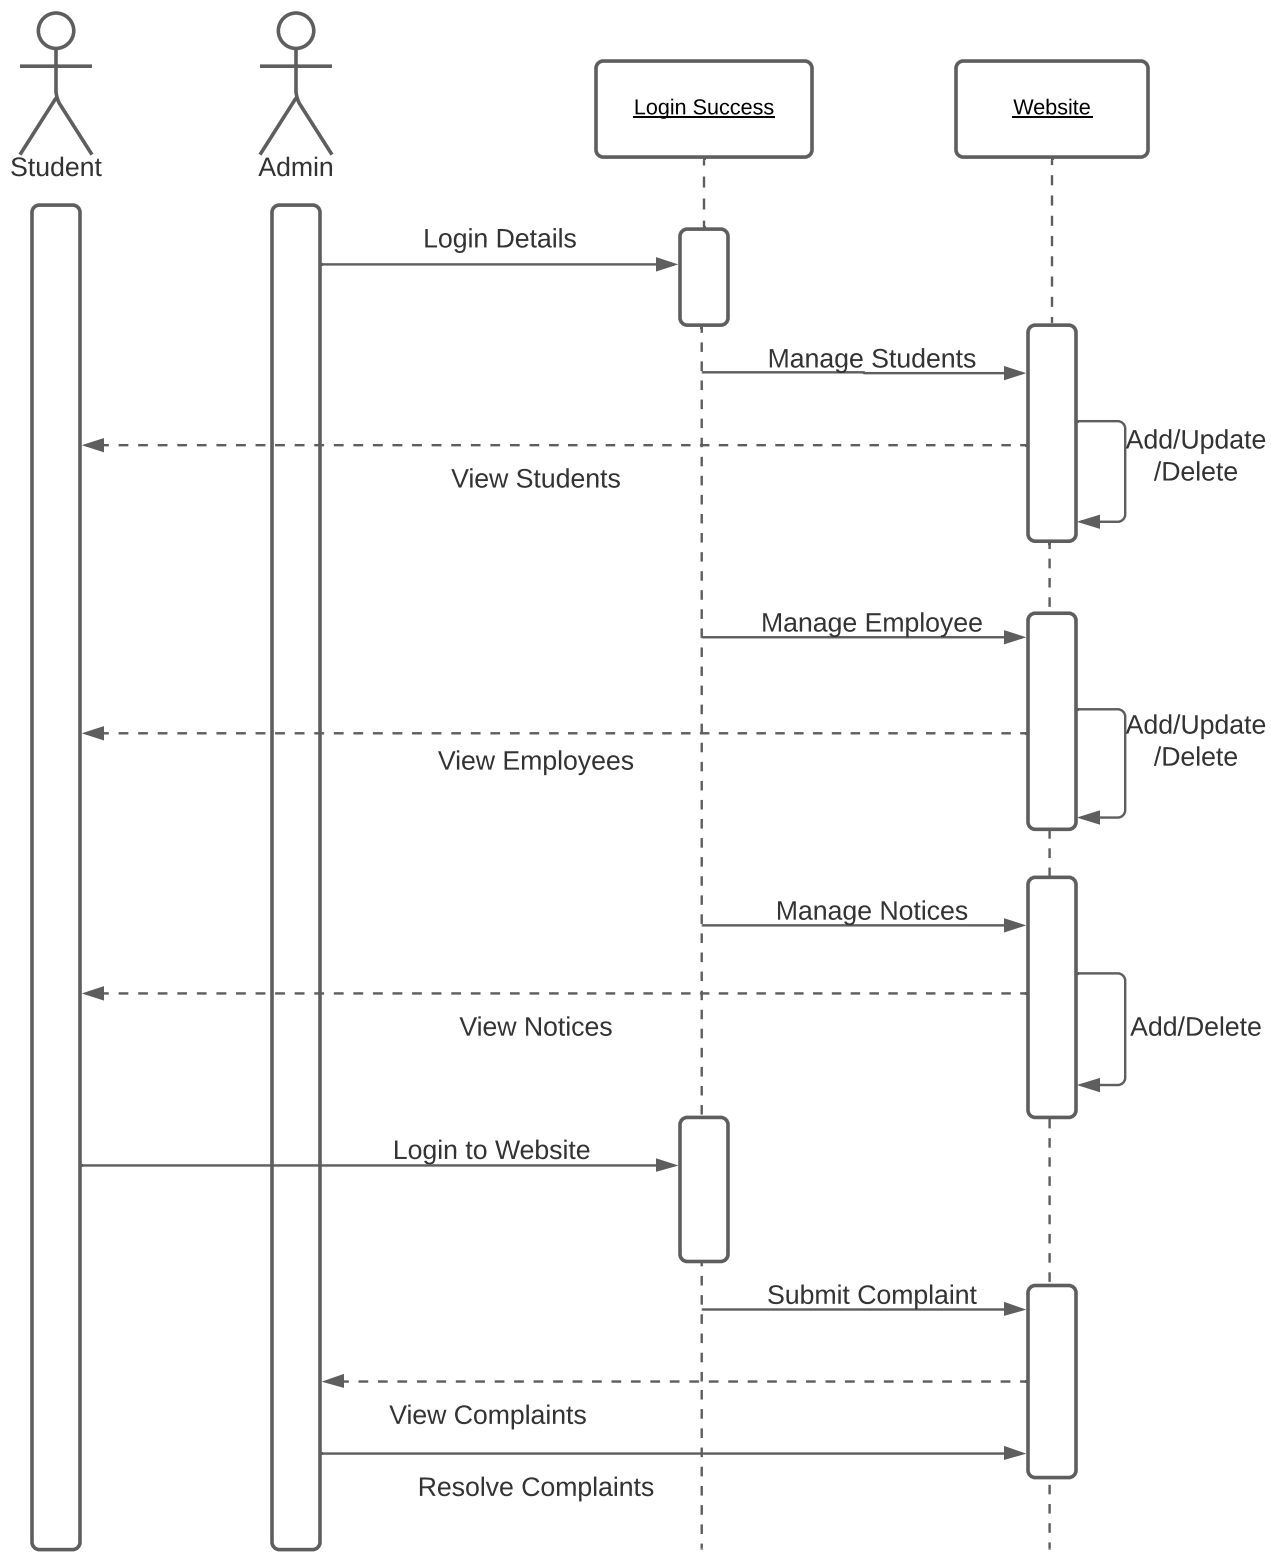 Student
Admin
Login Success
Website
Login Details
Manage Students
Add/Update
/Delete
View Students
Manage Employee
Add/Update
/Delete
View Employees
Manage Notices
View Notices
Add/Delete
Login to Website
Submit Complaint
View Complaints
Resolve Complaints